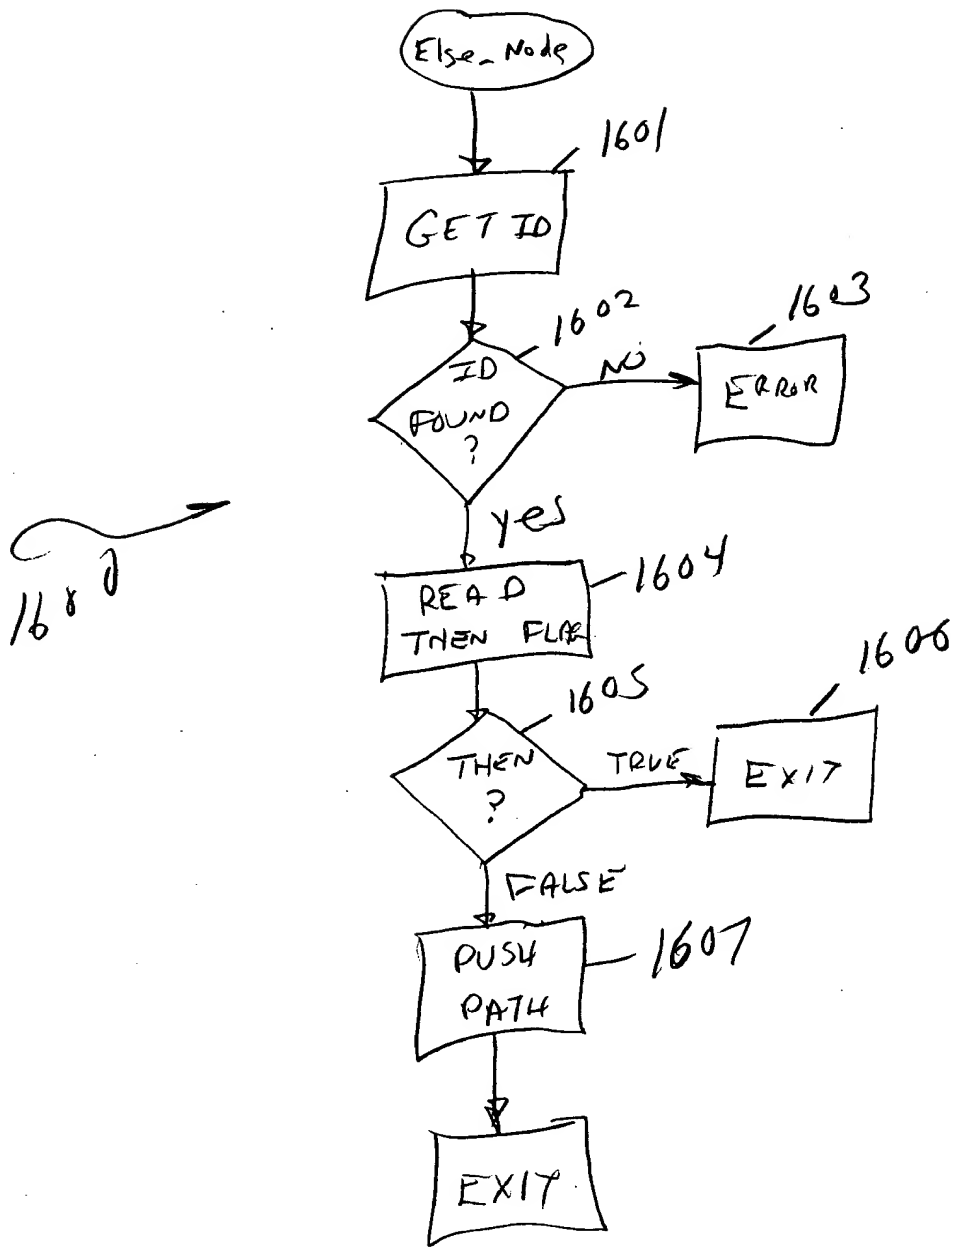 Else_Node
1601
GET ID
1602
1603
ID
FOUND
?
NO
ERROR
yes
1604
READ
THEN FLAG
1605
1606
THEN
?
TRUE
EXIT
FALSE
1607
PUSH
PATH
EXIT